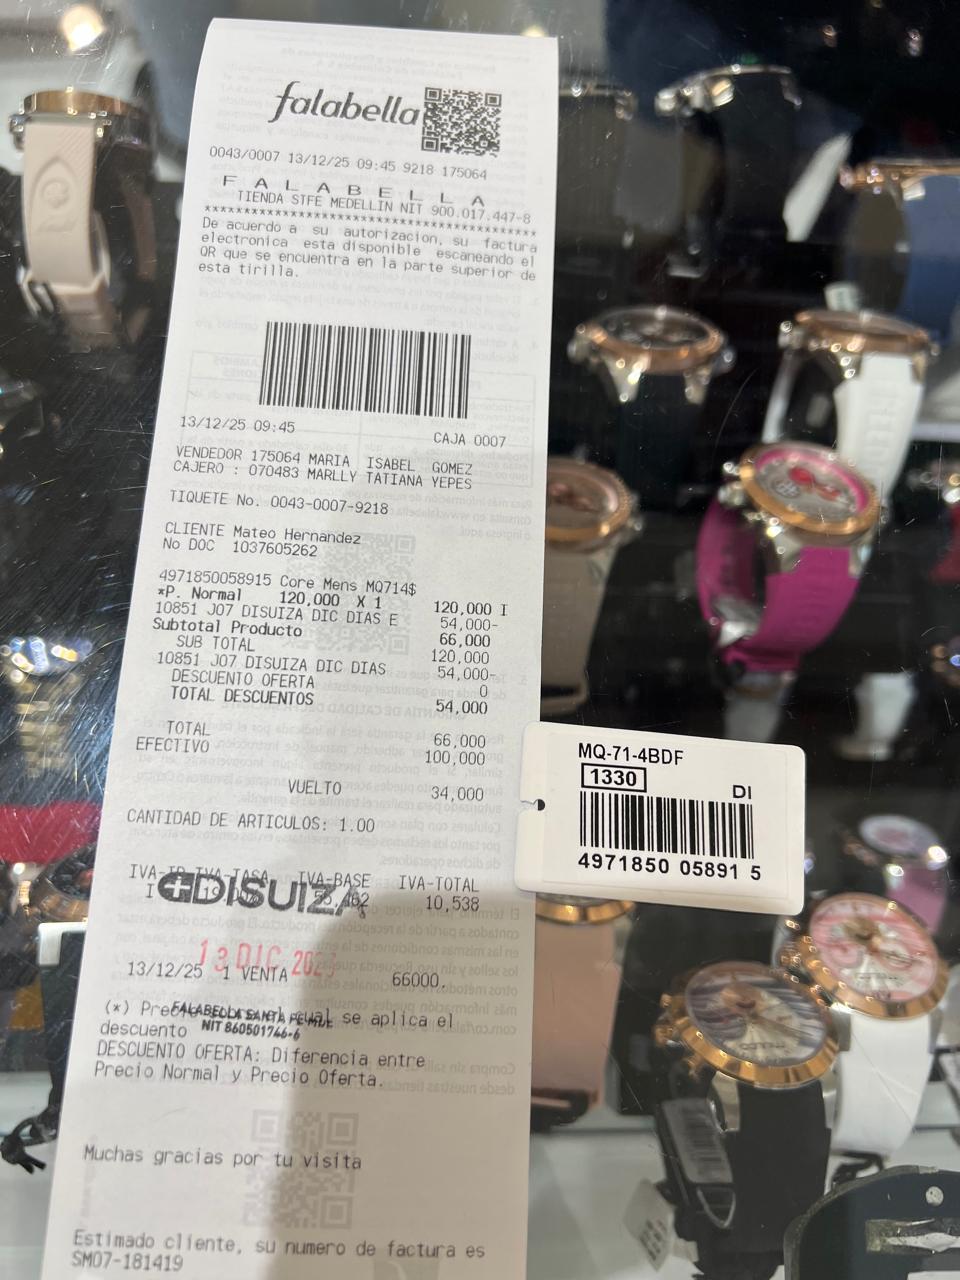 falabella
0043/0007 13/12/25 09:45 9218 175064
F A L A B E L L A
TIENDA STFE MEDELLIN NIT 900.017.447-8
****************************************
De acuerdo a su autorizacion, su factura
electronica esta disponible escaneando el
QR que se encuentra en la parte superior de
esta tirilla.
13/12/25 09:45 CAJA 0007
VENDEDOR 175064 MARIA ISABEL GOMEZ
CAJERO : 070483 MARLLY TATIANA YEPES
TIQUETE No. 0043-0007-9218
CLIENTE Mateo Hernandez
No DOC 1037605262
4971850058915 Core Mens MQ714$
*P. Normal 120,000 X 1 120,000 I
10851 J07 DISUIZA DIC DIAS E 54,000-
Subtotal Producto 66,000
SUB TOTAL 120,000
10851 J07 DISUIZA DIC DIAS 54,000-
DESCUENTO OFERTA 0
TOTAL DESCUENTOS 54,000
TOTAL 66,000
EFECTIVO 100,000
VUELTO 34,000
CANTIDAD DE ARTICULOS: 1.00
IVA-ID IVA-TASA IVA-BASE IVA-TOTAL
I 10,538
DISUIZA
13 DIC 202
13/12/25 1 VENTA 66000.
(*) se aplica el
descuento
FALABELLA SANTA FE MDE
NIT 860501746-6
DESCUENTO OFERTA: Diferencia entre
Precio Normal y Precio Oferta.
Muchas gracias por tu visita
Estimado cliente, su numero de factura es
SM07-181419
MQ-71-4BDF
1330
DI
4971850 05891 5